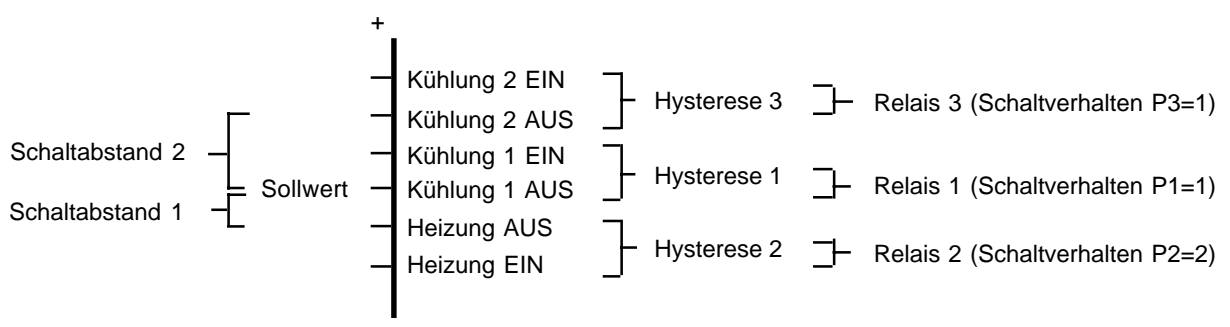 +
Kühlung 2 EIN
Hysterese 3
Relais 3 (Schaltverhalten P3=1)
Kühlung 2 AUS
Schaltabstand 2
Kühlung 1 EIN
Hysterese 1
Relais 1 (Schaltverhalten P1=1)
Sollwert
Kühlung 1 AUS
Schaltabstand 1
Heizung AUS
Hysterese 2
Relais 2 (Schaltverhalten P2=2)
Heizung EIN